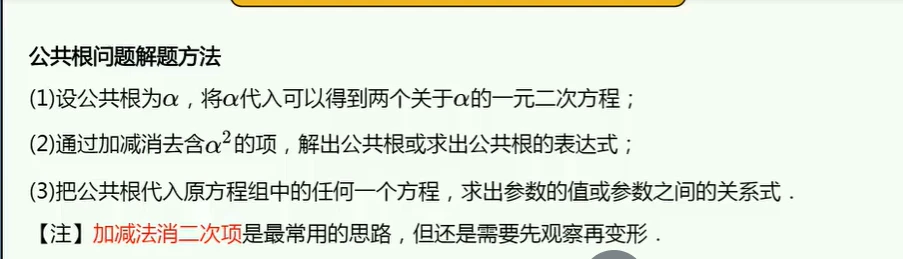 公共根问题解题方法
(1)设公共根为α，将α代入可以得到两个关于α的一元二次方程；
(2)通过加减消去含α²的项，解出公共根或求出公共根的表达式；
(3)把公共根代入原方程组中的任何一个方程，求出参数的值或参数之间的关系式．
【注】加减法消二次项是最常用的思路，但还是需要先观察再变形．